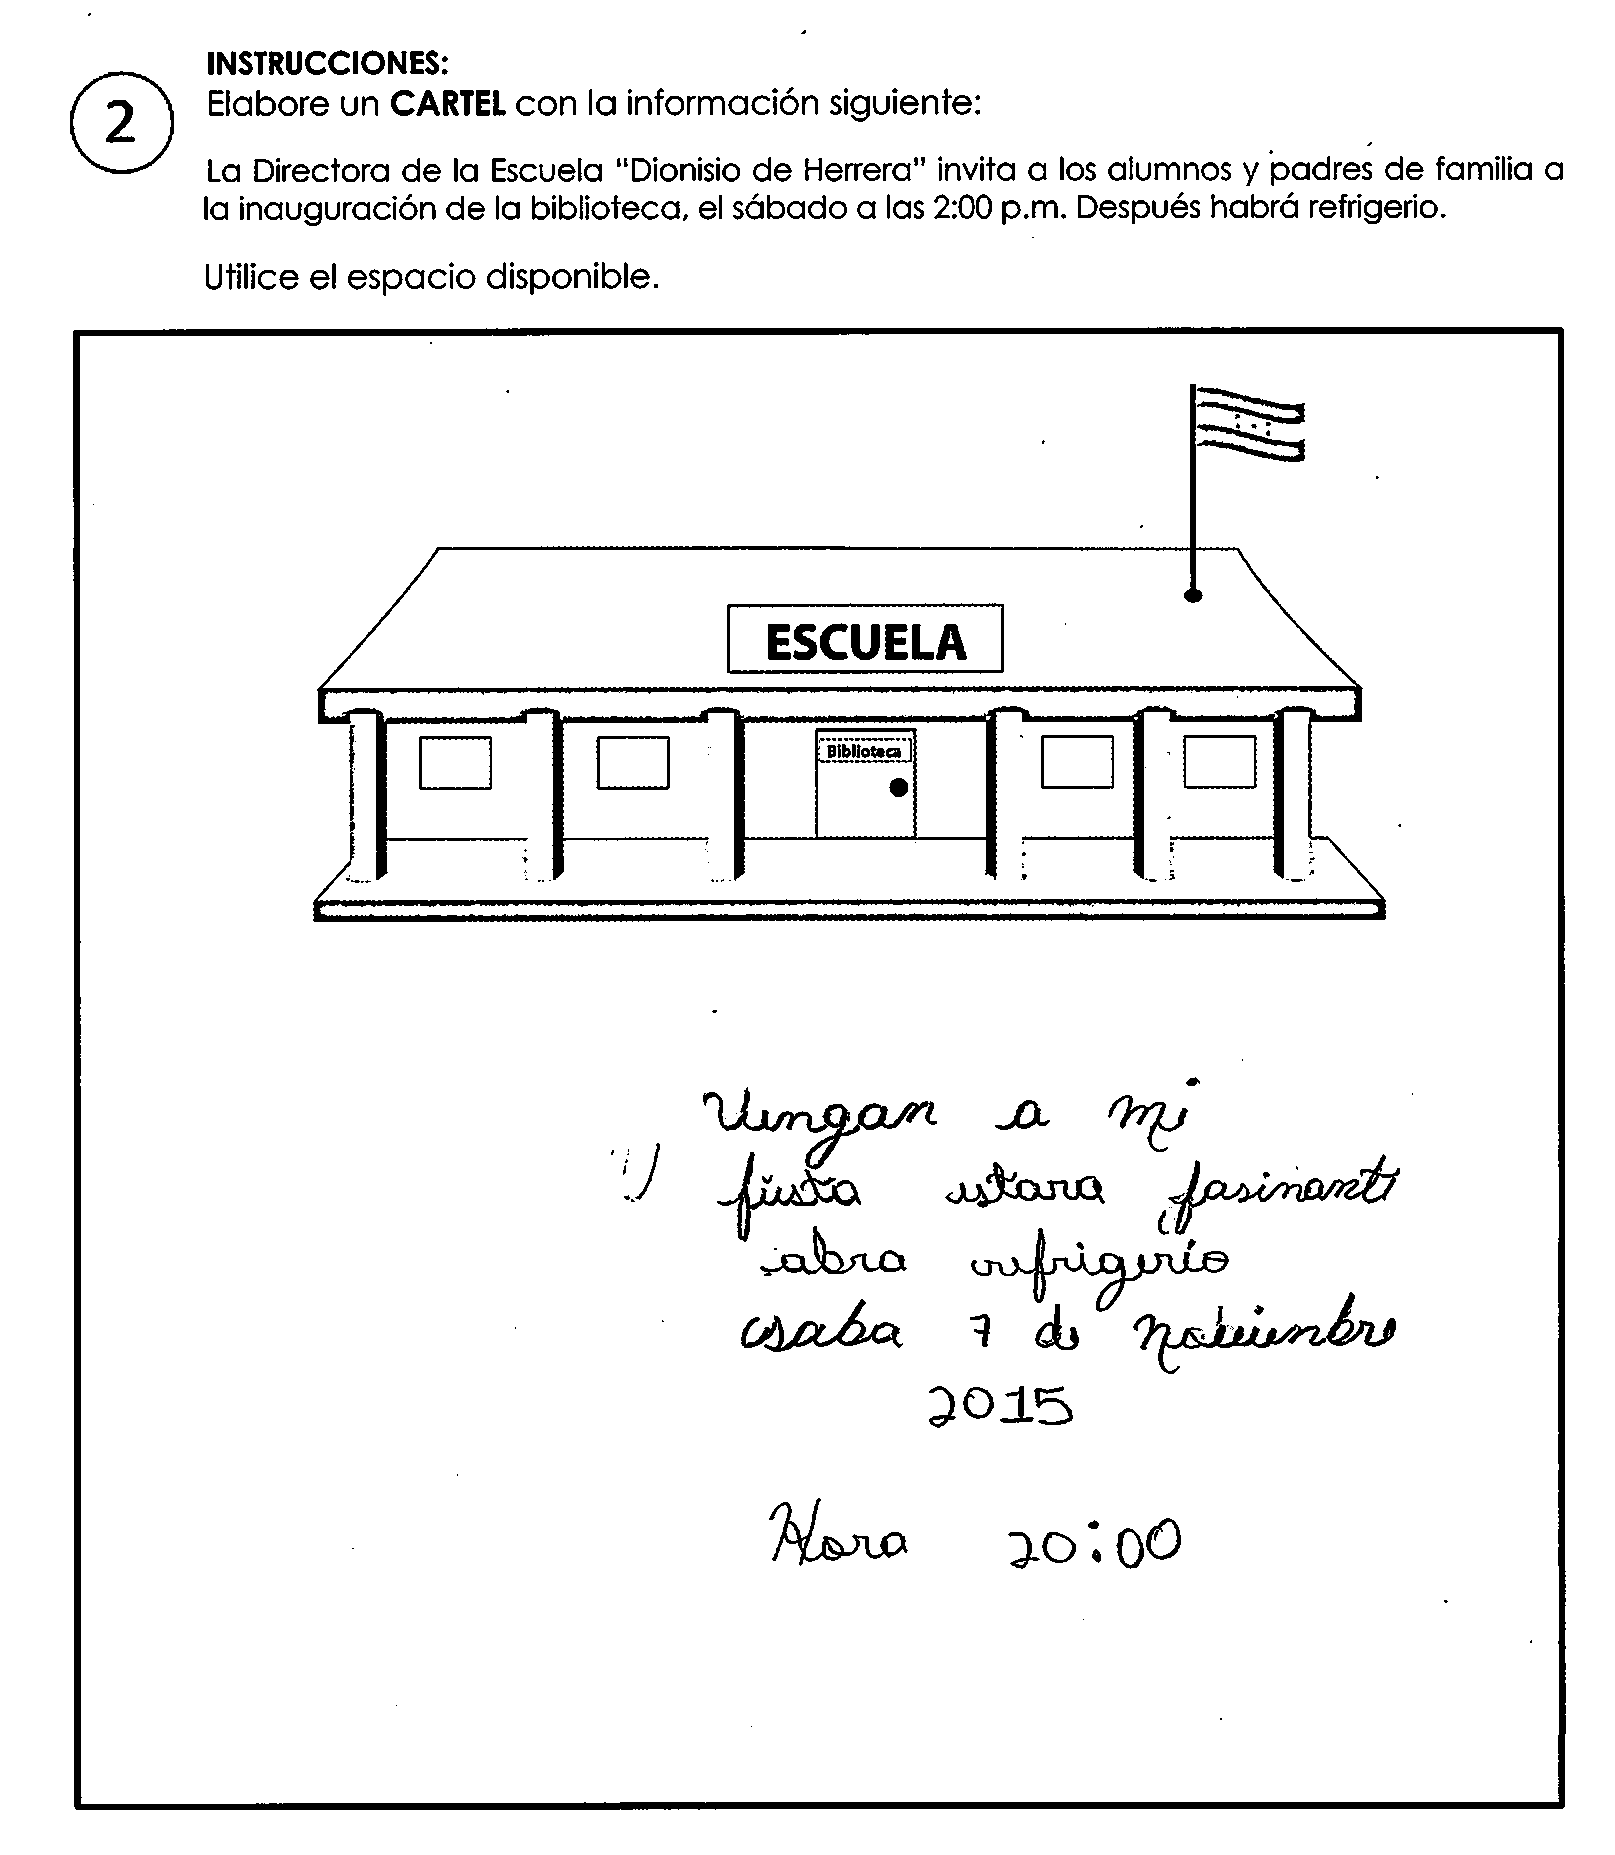 INSTRUCCIONES:
2
Elabore un CARTEL con la información siguiente:
La Directora de la Escuela "Dionisio de Herrera" invita a los alumnos y padres de familia a
la inauguración de la biblioteca, el sábado a las 2:00 p.m. Después habrá refrigerio.
Utilice el espacio disponible.
ESCUELA
Biblioteca
Vengan a mi
fiesta estara fasinante
abra refrigerio
7 de Noviembre
2015
Hora 20:00